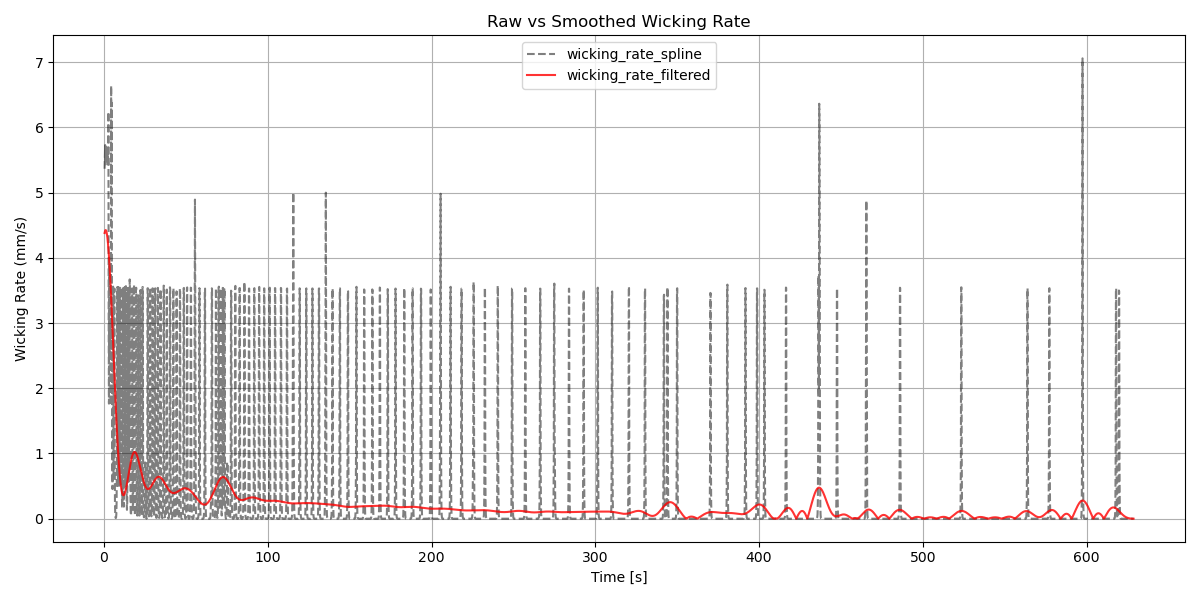 Raw vs Smoothed Wicking Rate
wicking_rate_spline
wicking_rate_filtered
Wicking Rate (mm/s)
7
6
5
4
3
2
1
0
0 100 200 300 400 500 600
Time [s]